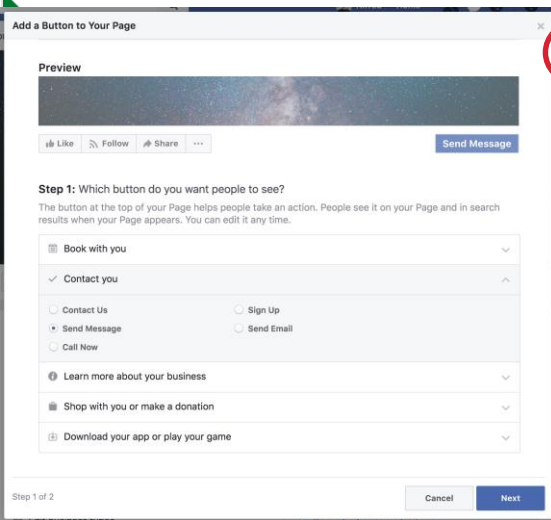 Add a Button to Your Page
Preview
Like Follow Share ...
Send Message
Step 1: Which button do you want people to see?
The button at the top of your Page helps people take an action. People see it on your Page and in search
results when your Page appears. You can edit it any time.
Book with you
Contact you
Contact Us Sign Up
Send Message Send Email
Call Now
Learn more about your business
Shop with you or make a donation
Download your app or play your game
Step 1 of 2 Cancel Next